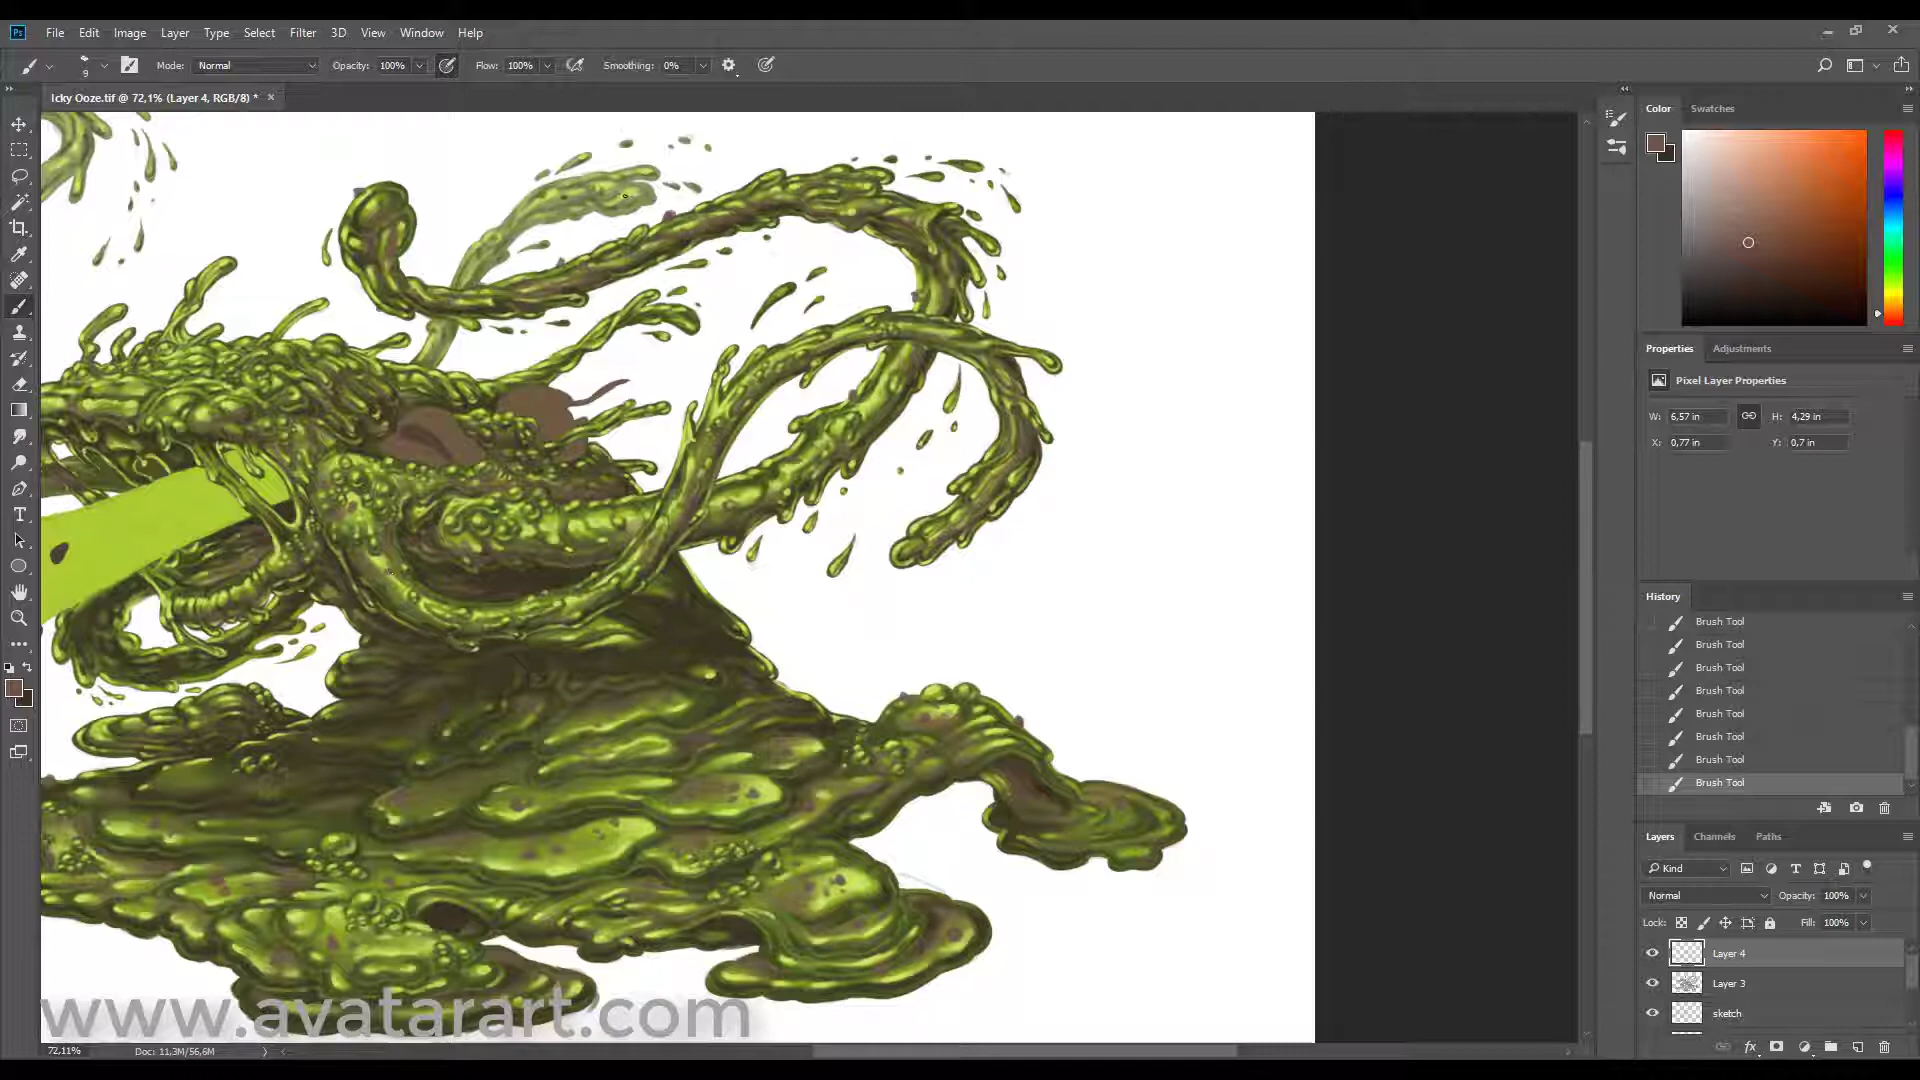 Ps File Edit Image Layer Type Select Filter 3D View Window Help
9 Mode: Normal Opacity: 100% Flow: 100% Smoothing: 0%
Icky Ooze.tif @ 72,1% (Layer 4, RGB/8) * ×
Color Swatches
Properties Adjustments
Pixel Layer Properties
W: 6,57 in H: 4,29 in
X: 0,77 in Y: 0,7 in
History
Brush Tool
Brush Tool
Brush Tool
Brush Tool
Brush Tool
Brush Tool
Brush Tool
Brush Tool
Layers Channels Paths
Kind
Normal Opacity: 100%
Lock: Fill: 100%
Layer 4
Layer 3
sketch
fx
www.avatarart.com
72,11% Doc: 11,3M/56,6M